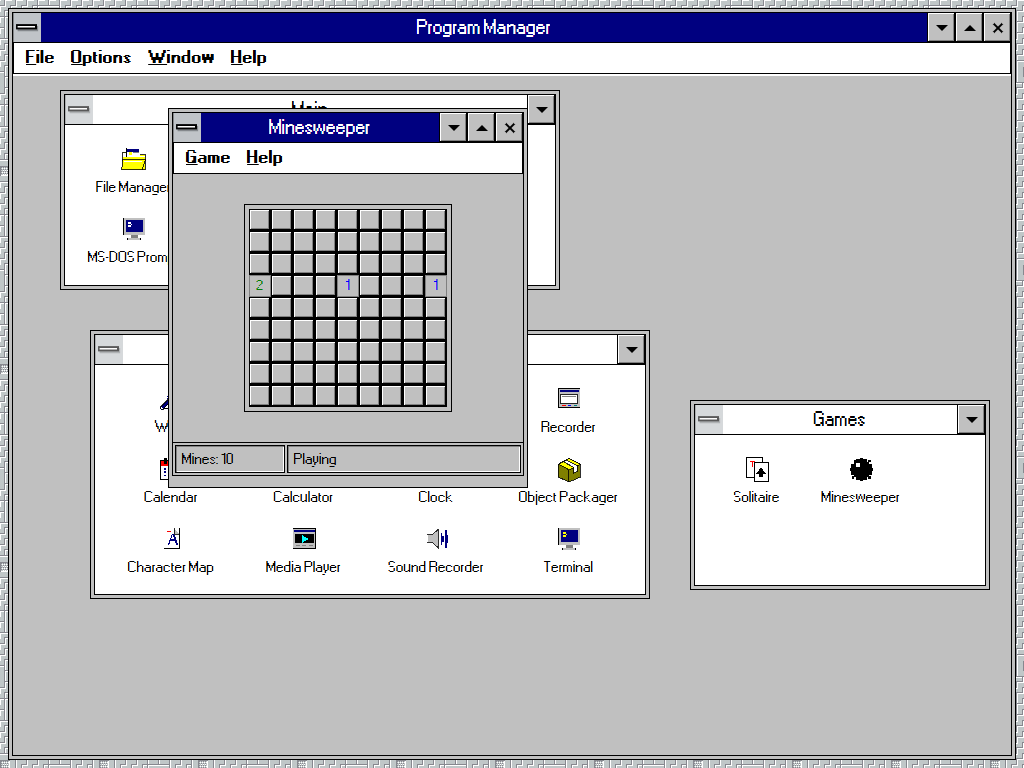 Program Manager
File Options Window Help
Minesweeper
Game Help
File Manager
MS-DOS Prom
2 1 1
Mines: 10 Playing
Recorder
Games
Calendar Calculator Clock Object Packager
Solitaire Minesweeper
Character Map Media Player Sound Recorder Terminal